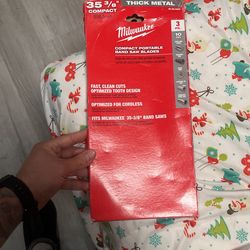 35 3/8"
COMPACT
THICK METAL
Milwaukee
3
10
COMPACT PORTABLE
BAND SAW BLADES
FAST, CLEAN CUTS
OPTIMIZED TOOTH DESIGN
OPTIMIZED FOR CORDLESS
FITS MILWAUKEE 35-3/8" BAND SAWS